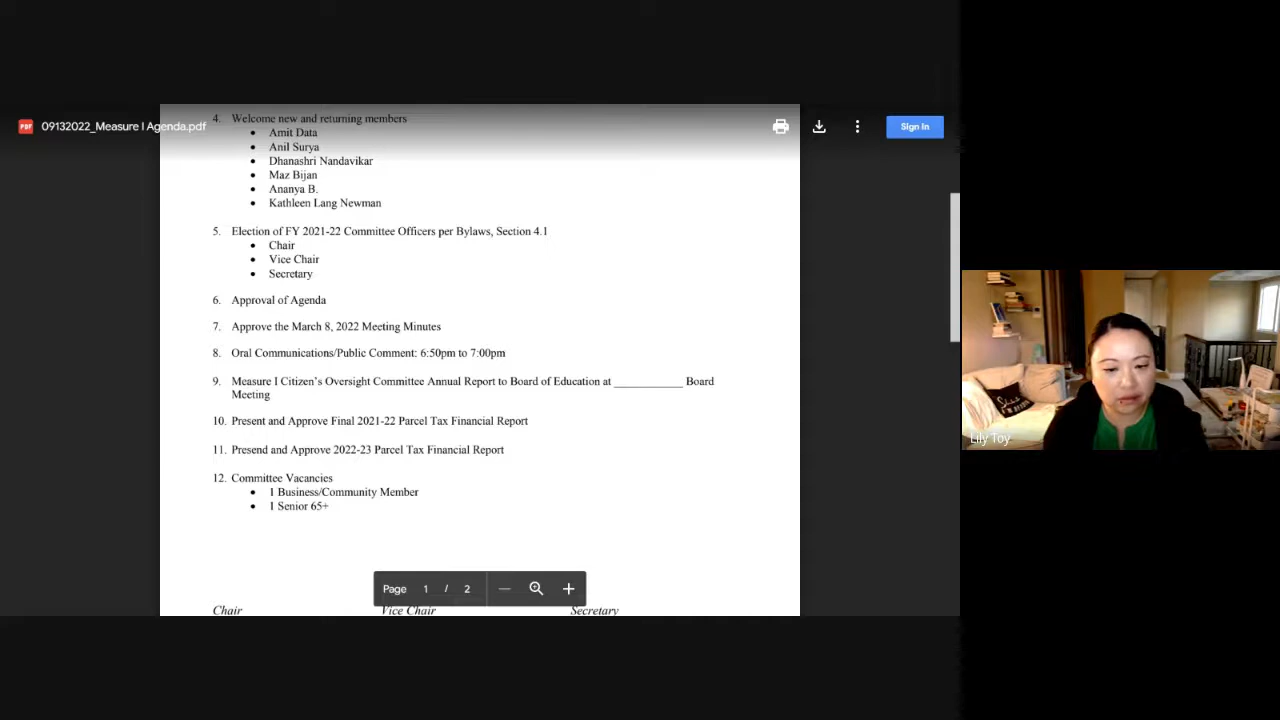 09132022_Measure I Agenda.pdf
Sign In
4. Welcome new and returning members
• Amit Data
• Anil Surya
• Dhanashri Nandavikar
• Maz Bijan
• Ananya B.
• Kathleen Lang Newman
5. Election of FY 2021-22 Committee Officers per Bylaws, Section 4.1
• Chair
• Vice Chair
• Secretary
6. Approval of Agenda
7. Approve the March 8, 2022 Meeting Minutes
8. Oral Communications/Public Comment: 6:50pm to 7:00pm
9. Measure I Citizen's Oversight Committee Annual Report to Board of Education at ____________ Board
Meeting
10. Present and Approve Final 2021-22 Parcel Tax Financial Report
11. Presend and Approve 2022-23 Parcel Tax Financial Report
12. Committee Vacancies
• 1 Business/Community Member
• 1 Senior 65+
Page 1 / 2
Chair Vice Chair Secretary
Lily Toy